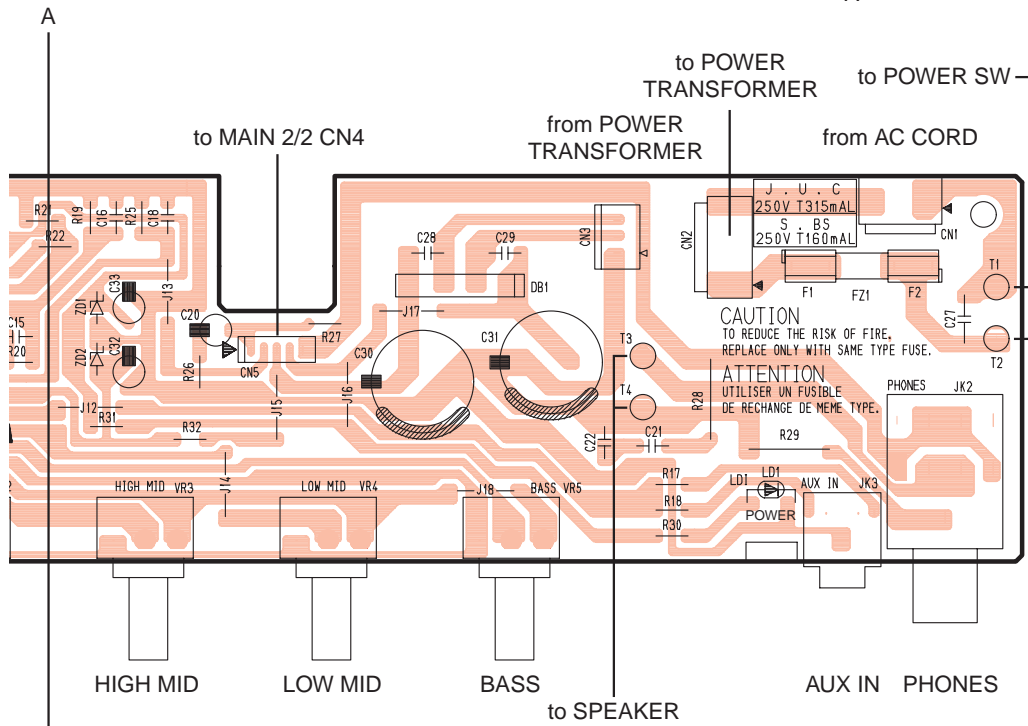 A
to POWER
TRANSFORMER
to POWER SW
to MAIN 2/2 CN4
from POWER
TRANSFORMER
from AC CORD
J . U . C
250V T315mAL
S . BS
250V T160mAL
R21
R22
R19
C16
R25
C18
C28
C29
CN3
CN2
CN1
DB1
F1
FZ1
F2
T1
T2
C27
ZD1
C33
J13
C20
J17
R27
C15
R20
ZD2
C32
R26
CN5
C30
C31
T3
T4
CAUTION
TO REDUCE THE RISK OF FIRE.
REPLACE ONLY WITH SAME TYPE FUSE.
ATTENTION
UTILISER UN FUSIBLE
DE RECHANGE DE MEME TYPE.
PHONES
JK2
J12
R31
R32
J15
J16
C22
C21
R28
R29
J14
HIGH MID VR3
LOW MID VR4
J18
BASS VR5
R17
R18
R30
LD1
LDI
POWER
AUX IN
JK3
HIGH MID
LOW MID
BASS
AUX IN
PHONES
to SPEAKER